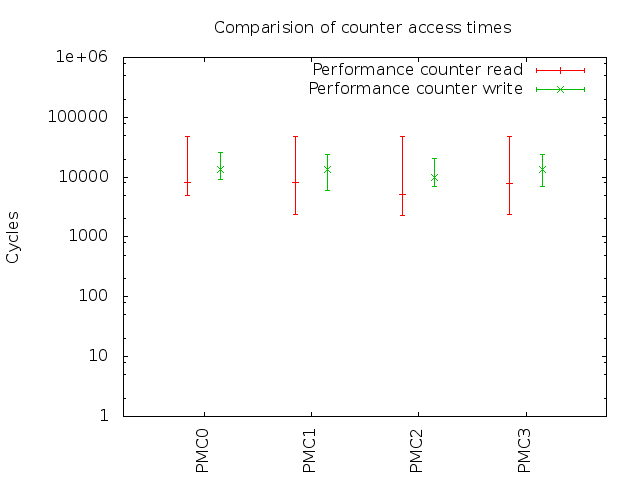 Comparision of counter access times
1e+06
Performance counter read
Performance counter write
100000
10000
1000
100
10
1
Cycles
PMC0
PMC1
PMC2
PMC3